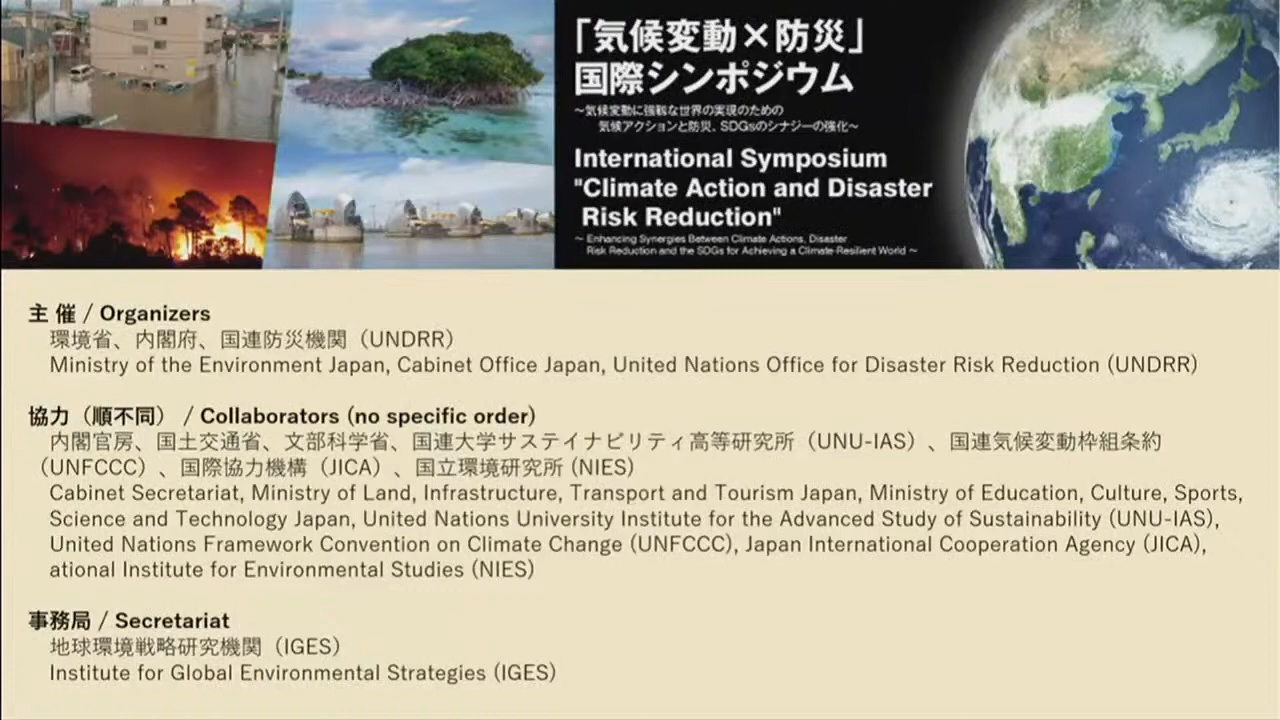 「気候変動×防災」
国際シンポジウム
～気候変動に強靱な世界の実現のための
気候アクションと防災、SDGsのシナジーの強化～
International Symposium
"Climate Action and Disaster
Risk Reduction"
～ Enhancing Synergies Between Climate Actions, Disaster
Risk Reduction and the SDGs for Achieving a Climate-Resilient World ～
主 催 / Organizers
環境省、内閣府、国連防災機関（UNDRR）
Ministry of the Environment Japan, Cabinet Office Japan, United Nations Office for Disaster Risk Reduction (UNDRR)
協力（順不同） / Collaborators (no specific order)
内閣官房、国土交通省、文部科学省、国連大学サステイナビリティ高等研究所（UNU-IAS）、国連気候変動枠組条約
（UNFCCC）、国際協力機構（JICA）、国立環境研究所 (NIES)
Cabinet Secretariat, Ministry of Land, Infrastructure, Transport and Tourism Japan, Ministry of Education, Culture, Sports,
Science and Technology Japan, United Nations University Institute for the Advanced Study of Sustainability (UNU-IAS),
United Nations Framework Convention on Climate Change (UNFCCC), Japan International Cooperation Agency (JICA),
ational Institute for Environmental Studies (NIES)
事務局 / Secretariat
地球環境戦略研究機関（IGES）
Institute for Global Environmental Strategies (IGES)